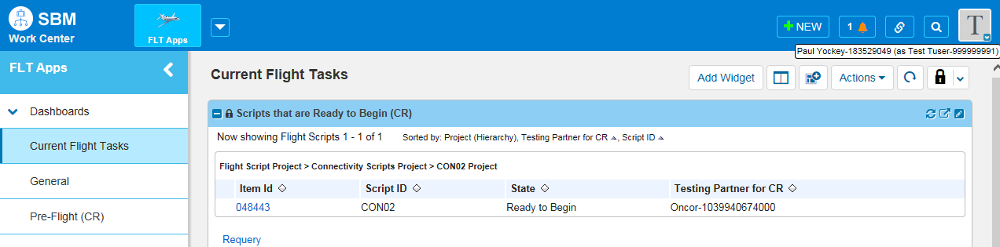 SBM
Work Center
FLT Apps
NEW
1
T
Paul Yockey-183529049 (as Test Tuser-999999991)
FLT Apps
Dashboards
Current Flight Tasks
General
Pre-Flight (CR)
Current Flight Tasks
Add Widget
Actions
Scripts that are Ready to Begin (CR)
Now showing Flight Scripts 1 - 1 of 1 Sorted by: Project (Hierarchy), Testing Partner for CR, Script ID
Flight Script Project > Connectivity Scripts Project > CON02 Project
Item Id Script ID State Testing Partner for CR
048443 CON02 Ready to Begin Oncor-1039940674000
Requery